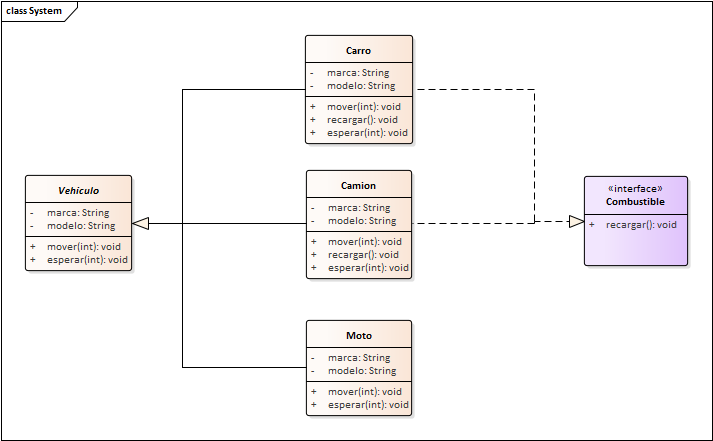 class System
Carro
- marca: String
- modelo: String
+ mover(int): void
+ recargar(): void
+ esperar(int): void
Vehiculo
- marca: String
- modelo: String
+ mover(int): void
+ esperar(int): void
Camion
- marca: String
- modelo: String
+ mover(int): void
+ recargar(): void
+ esperar(int): void
«interface»
Combustible
+ recargar(): void
Moto
- marca: String
- modelo: String
+ mover(int): void
+ esperar(int): void